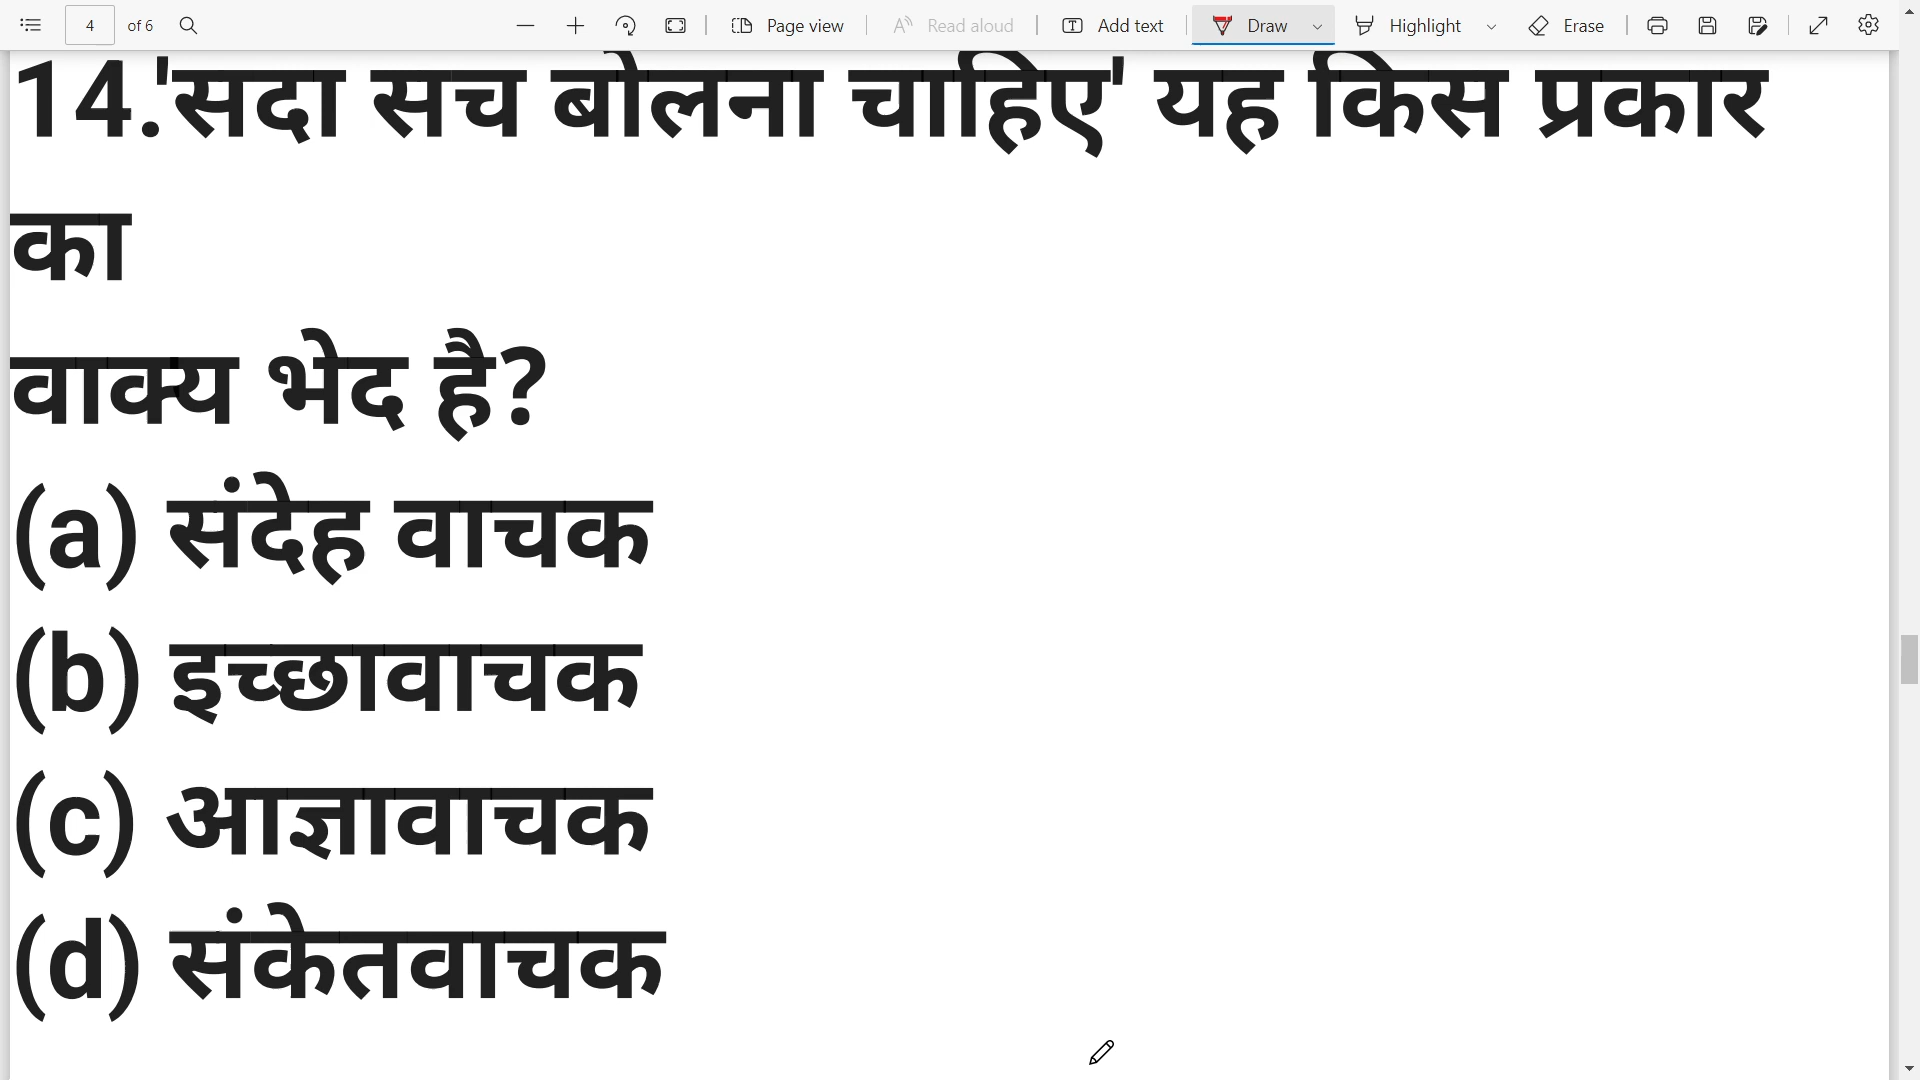 4 of 6 Page view Read aloud Add text Draw Highlight Erase
14.'सदा सच बोलना चाहिए' यह किस प्रकार
का
वाक्य भेद है?
(a) संदेह वाचक
(b) इच्छावाचक
(c) आज्ञावाचक
(d) संकेतवाचक